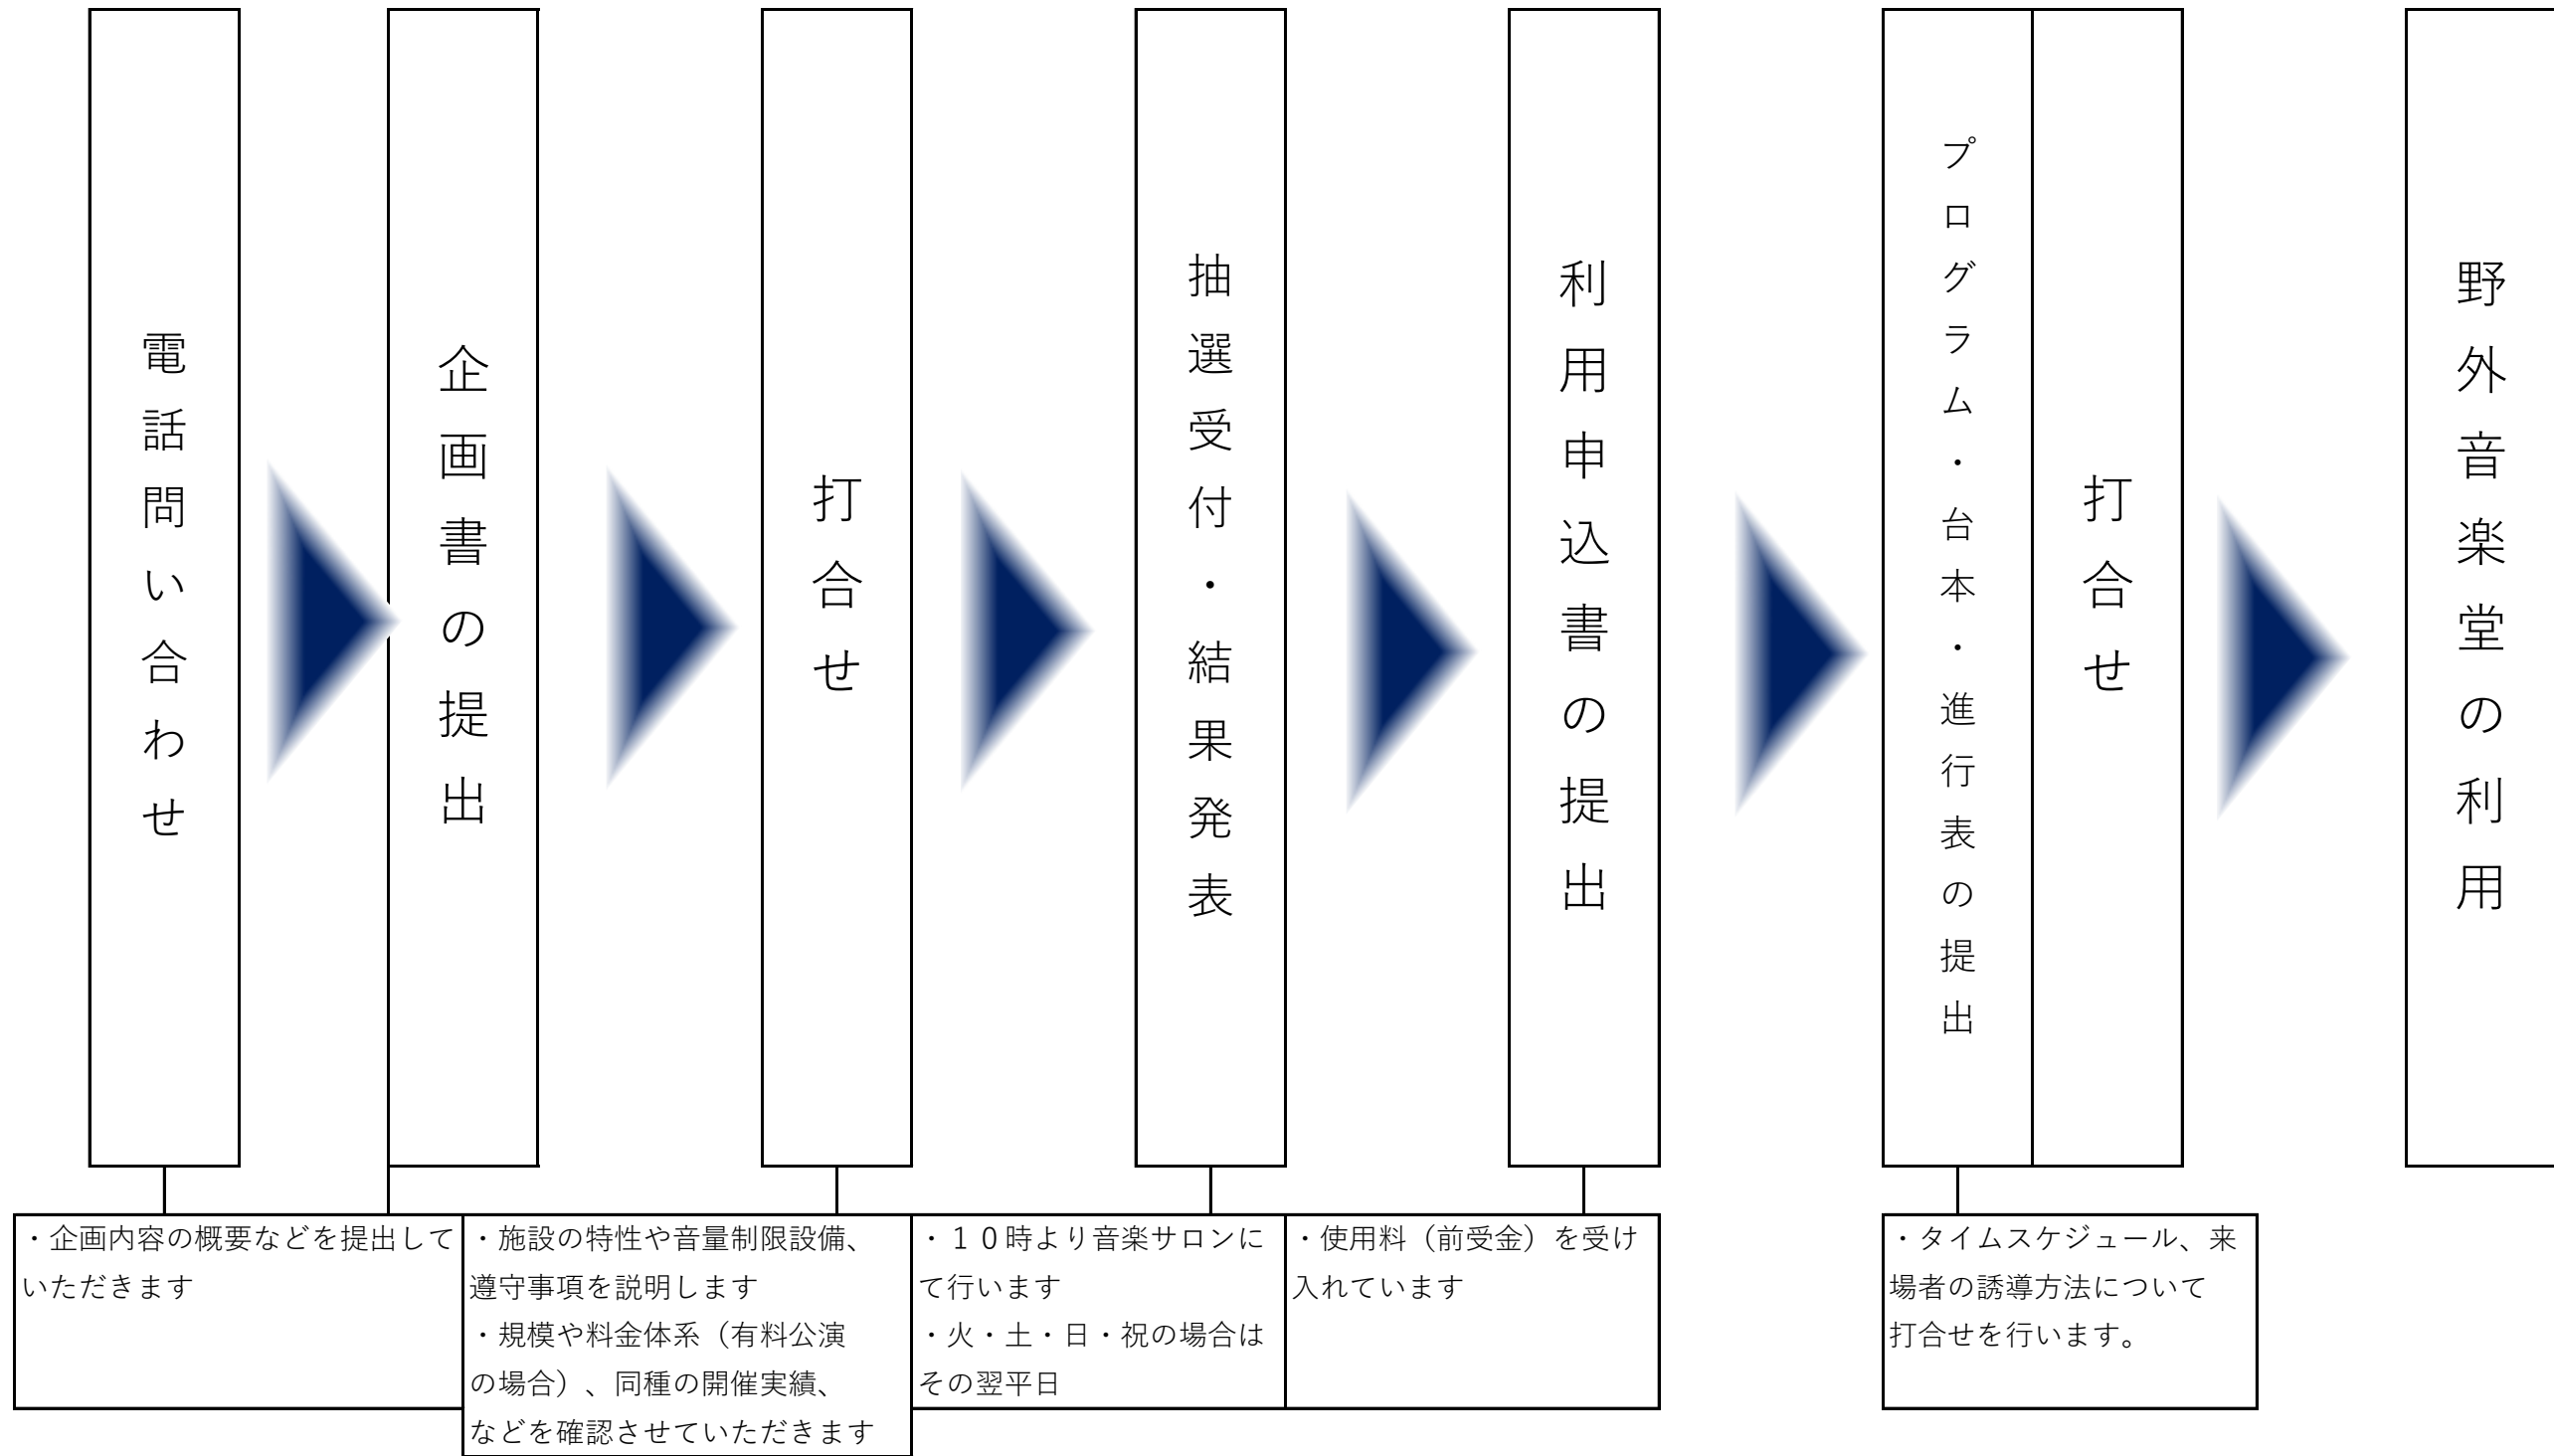 電話問い合わせ
企画書の提出
打合せ
抽選受付・結果発表
利用申込書の提出
プログラム・台本・進行表の提出
打合せ
野外音楽堂の利用
・企画内容の概要などを提出して
いただきます
・施設の特性や音量制限設備、
遵守事項を説明します
・規模や料金体系（有料公演
の場合）、同種の開催実績、
などを確認させていただきます
・１０時より音楽サロンに
て行います
・火・土・日・祝の場合は
その翌平日
・使用料（前受金）を受け
入れています
・タイムスケジュール、来
場者の誘導方法について
打合せを行います。